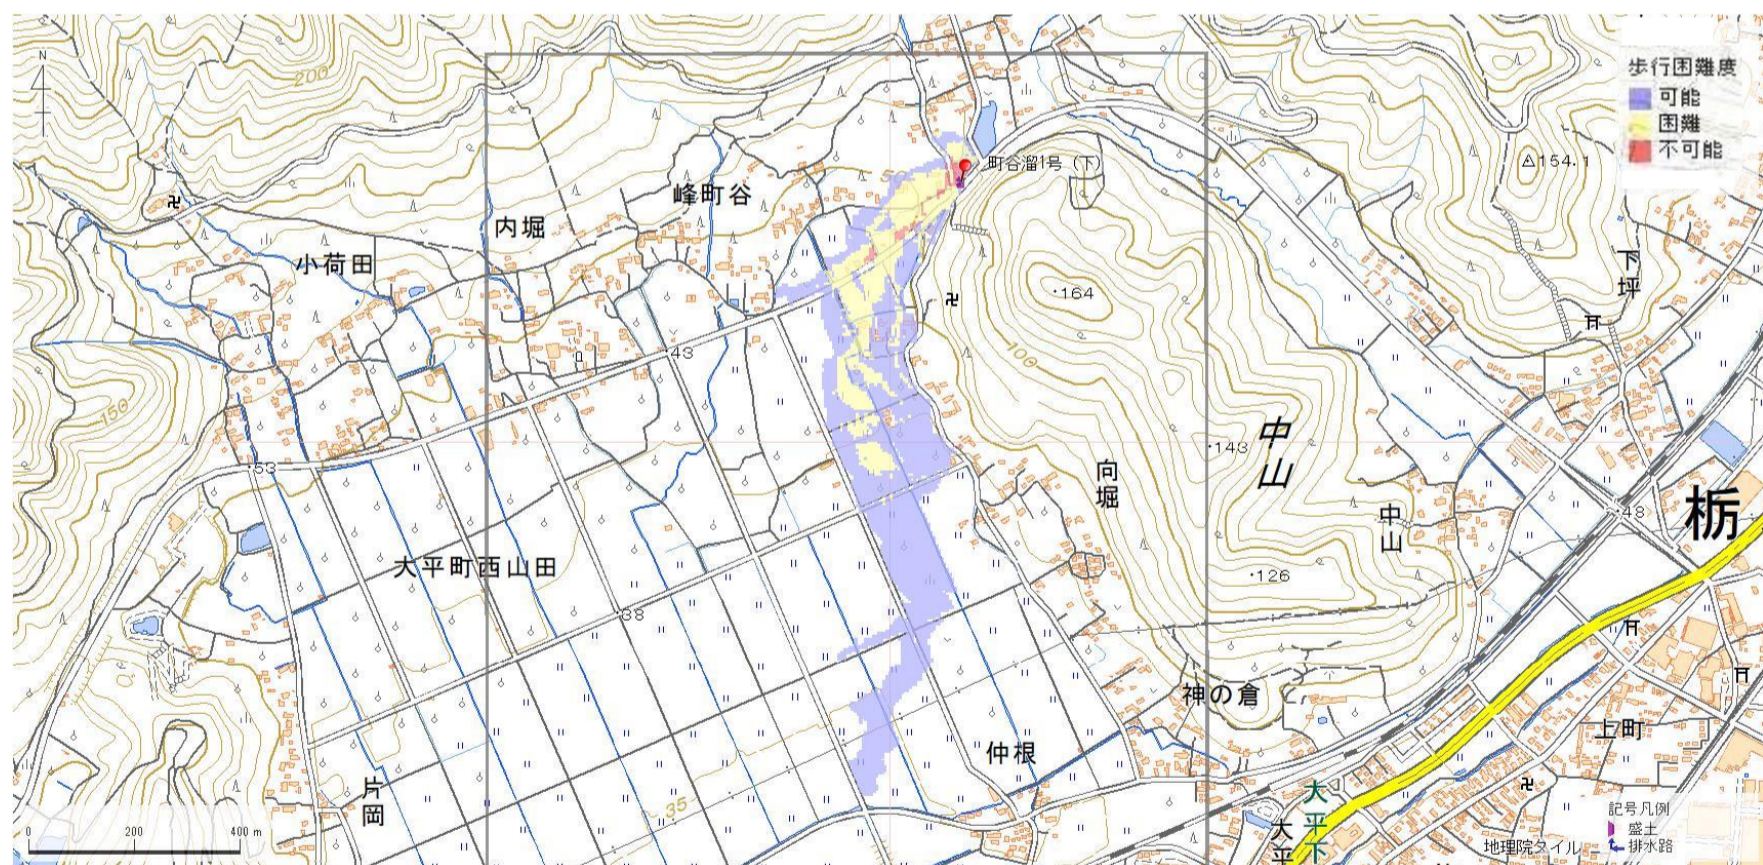 N
200
歩行困難度
可能
困難
不可能
154.1
町谷溜1号(下)
50
峰町谷
内堀
小荷田
下坪
164
43
100
150
中山
143
53
向堀
中山
48
栃
大平町西山田
126
38
神の倉
上町
仲根
片岡
35
大平下
大平
0 200 400 m
記号凡例
盛土
排水路
地理院タイル